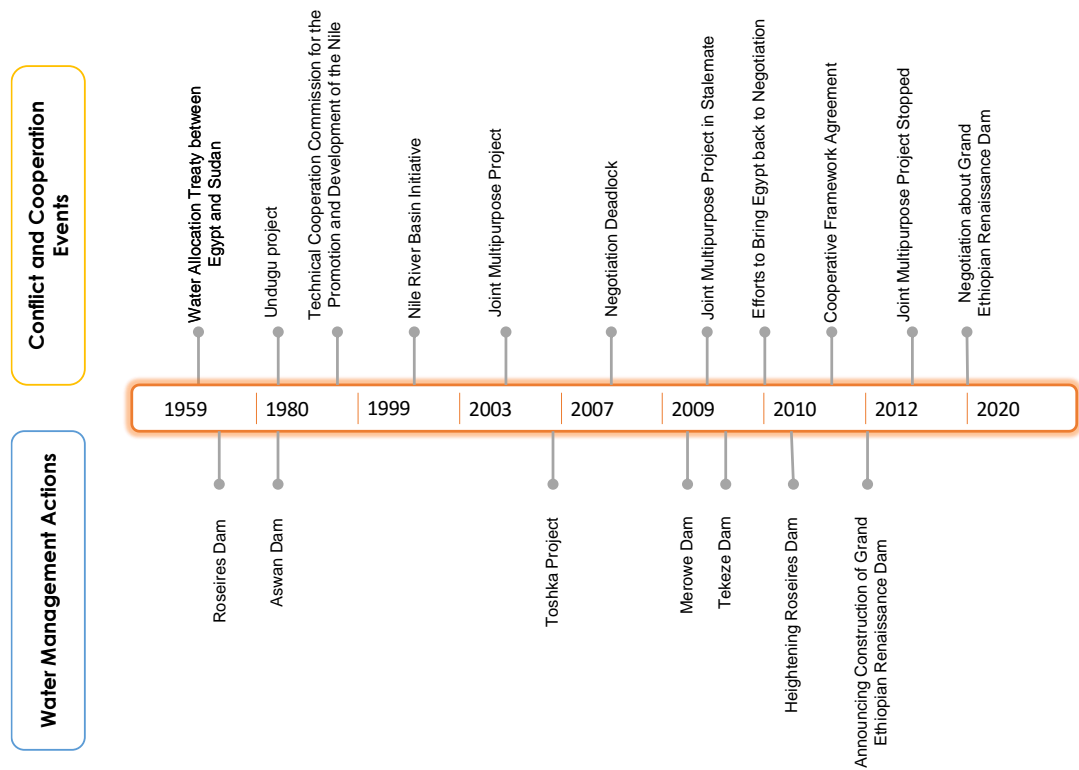 Conflict and Cooperation
Events
Water Allocation Treaty between
Egypt and Sudan
Undugu project
Technical Cooperation Commission for the
Promotion and Development of the Nile
Nile River Basin Initiative
Joint Multipurpose Project
Negotiation Deadlock
Joint Multipurpose Project in Stalemate
Efforts to Bring Egypt back to Negotiation
Cooperative Framework Agreement
Joint Multipurpose Project Stopped
Negotiation about Grand
Ethiopian Renaissance Dam
1959
1980
1999
2003
2007
2009
2010
2012
2020
Water Management Actions
Roseires Dam
Aswan Dam
Toshka Project
Merowe Dam
Tekeze Dam
Heightening Roseires Dam
Announcing Construction of Grand
Ethiopian Renaissance Dam